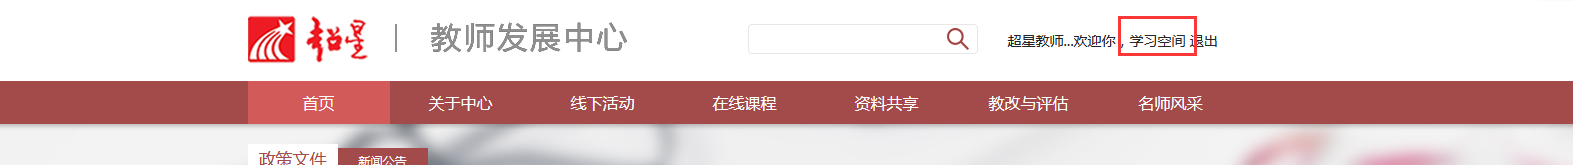 超星 教师发展中心
超星教师...欢迎你，学习空间 退出
首页 关于中心 线下活动 在线课程 资料共享 教改与评估 名师风采
政策文件 新闻公告